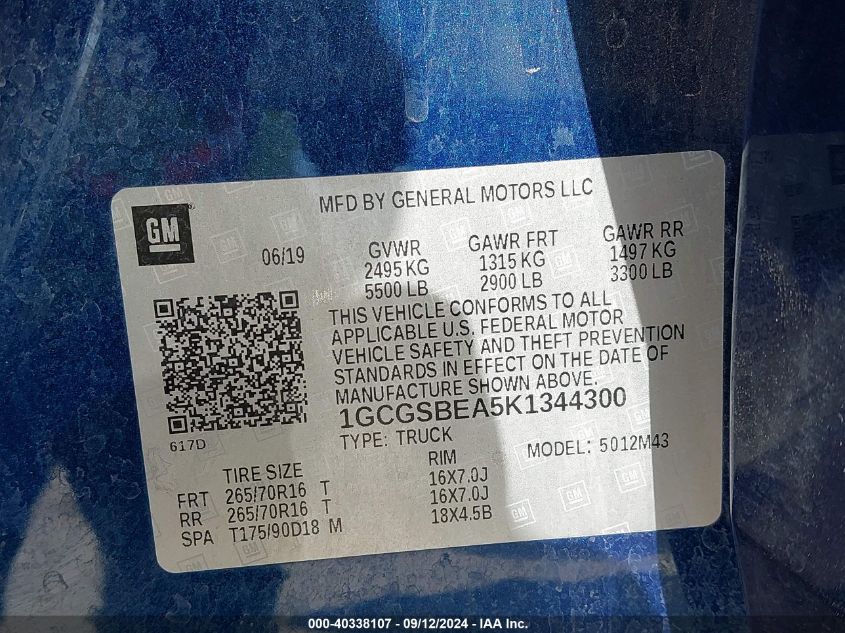 MFD BY GENERAL MOTORS LLC
GM
06/19
GVWR GAWR FRT GAWR RR
2495 KG 1315 KG 1497 KG
5500 LB 2900 LB 3300 LB
THIS VEHICLE CONFORMS TO ALL
APPLICABLE U.S. FEDERAL MOTOR
VEHICLE SAFETY AND THEFT PREVENTION
STANDARDS IN EFFECT ON THE DATE OF
MANUFACTURE SHOWN ABOVE.
1GCGSBEA5K1344300
617D
TYPE: TRUCK MODEL: 5012M43
TIRE SIZE RIM
FRT 265/70R16 T 16X7.0J
RR 265/70R16 T 16X7.0J
SPA T175/90D18 M 18X4.5B
000-40338107 - 09/12/2024 - IAA Inc.